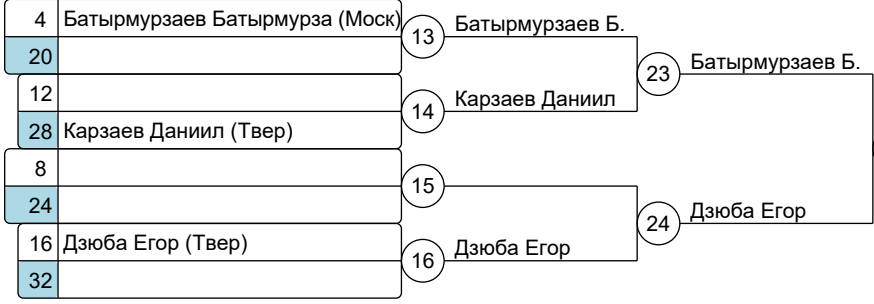 4 Батырмурзаев Батырмурза (Моск)
20
13 Батырмурзаев Б.
12
28 Карзаев Даниил (Твер)
14 Карзаев Даниил
23 Батырмурзаев Б.
8
24
15
16 Дзюба Егор (Твер)
32
16 Дзюба Егор
24 Дзюба Егор